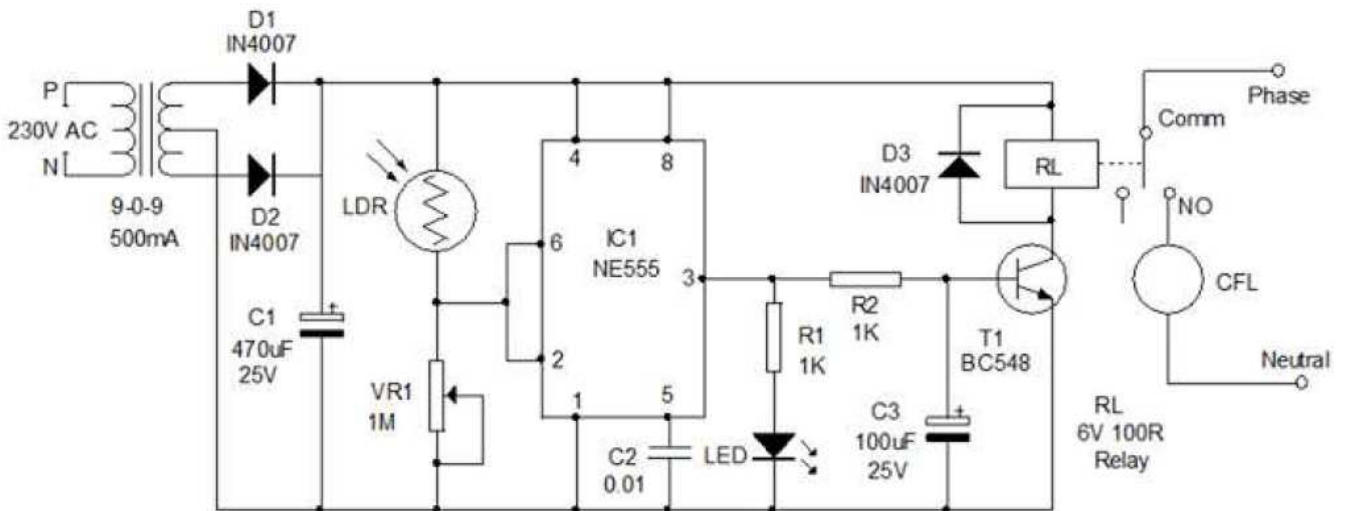 D1
IN4007
P
230V AC
N
9-0-9
500mA
D2
IN4007
C1
+
470uF
25V
LDR
VR1
1M
4
8
6
IC1
NE555
3
2
1
5
C2
0.01
R1
1K
LED
R2
1K
C3
+
100uF
25V
D3
IN4007
RL
T1
BC548
Comm
Phase
NO
CFL
Neutral
RL
6V 100R
Relay